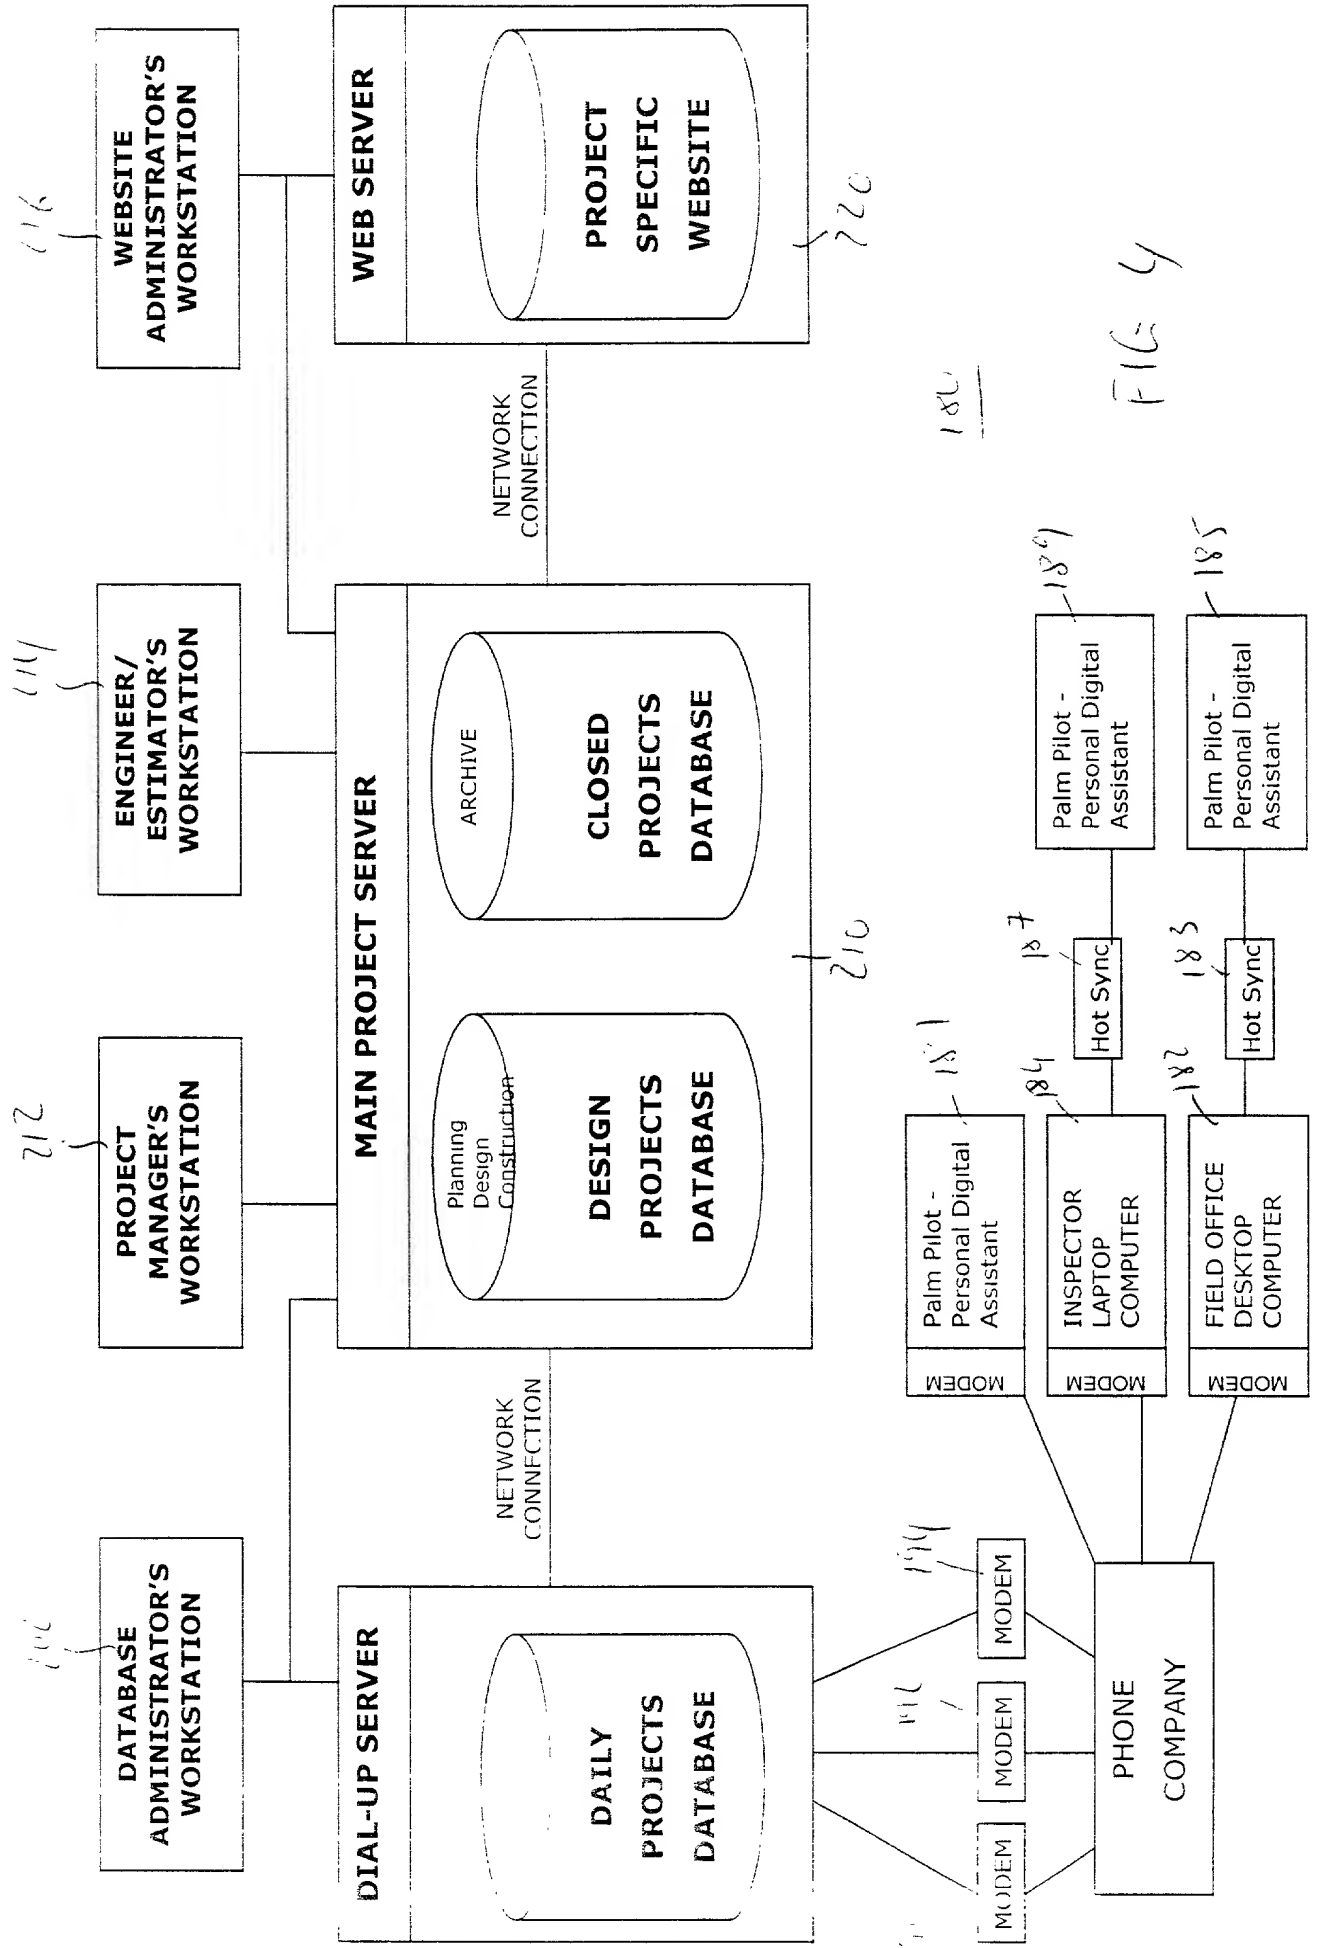 DATABASE
ADMINISTRATOR'S
WORKSTATION
212
PROJECT
MANAGER'S
WORKSTATION
ENGINEER/
ESTIMATOR'S
WORKSTATION
WEBSITE
ADMINISTRATOR'S
WORKSTATION
DIAL-UP SERVER
DAILY
PROJECTS
DATABASE
NETWORK
CONNECTION
MAIN PROJECT SERVER
Planning
Design
Construction
DESIGN
PROJECTS
DATABASE
ARCHIVE
CLOSED
PROJECTS
DATABASE
210
NETWORK
CONNECTION
WEB SERVER
PROJECT
SPECIFIC
WEBSITE
220
MODEM
MODEM
194
MODEM
PHONE
COMPANY
MODEM
Palm Pilot -
Personal Digital
Assistant
181
MODEM
INSPECTOR
LAPTOP
COMPUTER
184
Hot Sync
187
Palm Pilot -
Personal Digital
Assistant
189
MODEM
FIELD OFFICE
DESKTOP
COMPUTER
182
Hot Sync
183
Palm Pilot -
Personal Digital
Assistant
185
180
FIG 4